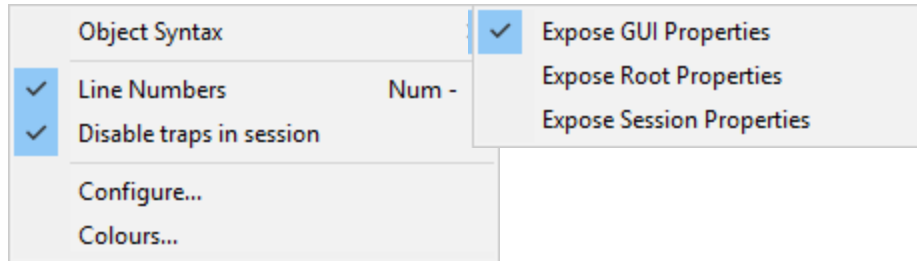 Object Syntax
Line Numbers Num -
Disable traps in session
Configure...
Colours...
Expose GUI Properties
Expose Root Properties
Expose Session Properties